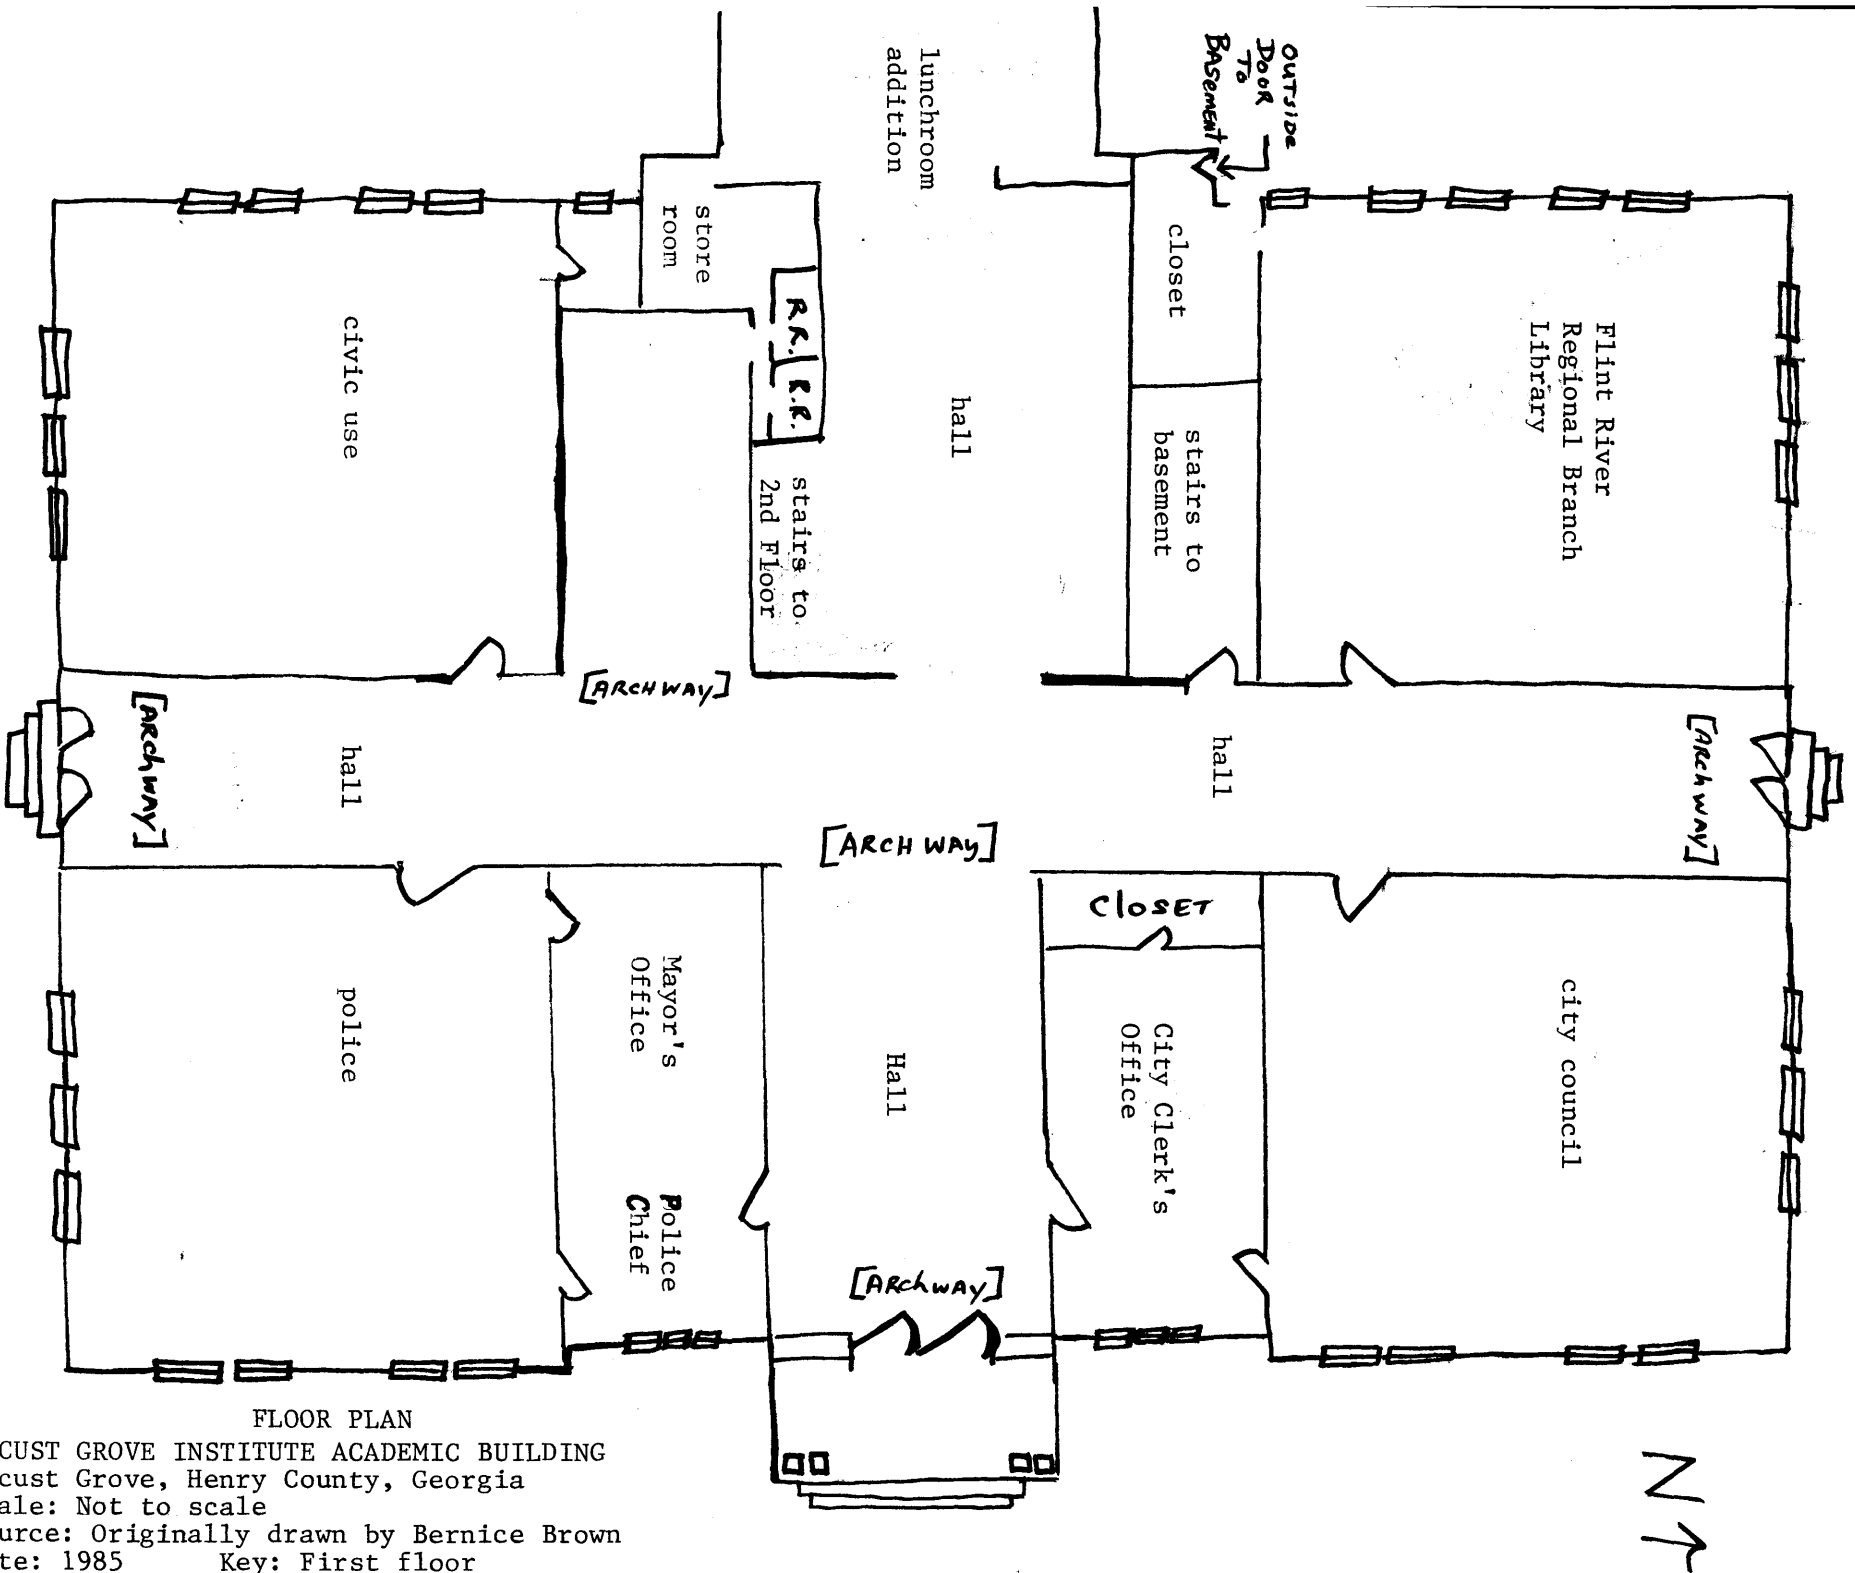 OUTSIDE
DOOR
TO
BASEMENT
lunchroom
addition
store
room
closet
R.R.
R.R.
civic use
hall
Flint River
Regional Branch
Library
stairs to
2nd Floor
stairs to
basement
[ARCHWAY]
[ARCHWAY]
hall
hall
[ARCHWAY]
[ARCHWAY]
CLOSET
police
Mayor's
Office
Hall
City Clerk's
Office
city council
Police
Chief
[ARCHWAY]
FLOOR PLAN
CUST GROVE INSTITUTE ACADEMIC BUILDING
cust Grove, Henry County, Georgia
ale: Not to scale
urce: Originally drawn by Bernice Brown
te: 1985 Key: First floor
N